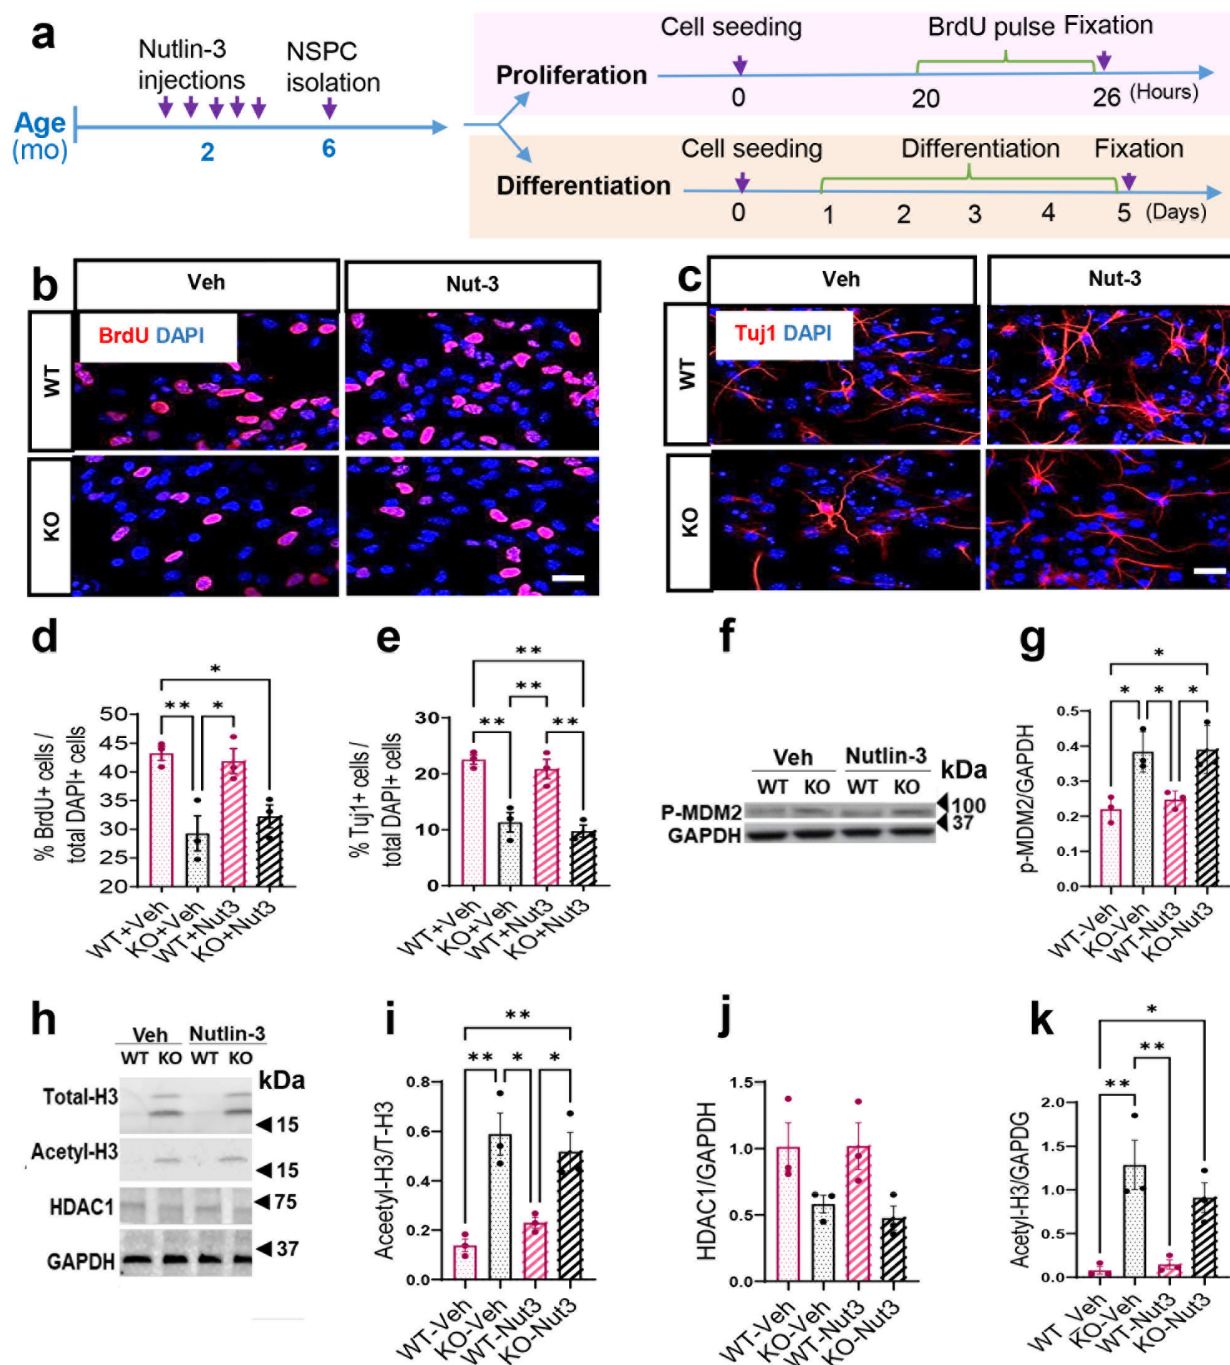 a
Nutlin-3
injections
NSPC
isolation
Age
(mo)
2
6
Cell seeding
BrdU pulse
Fixation
Proliferation
0
20
26
(Hours)
Cell seeding
Differentiation
Fixation
Differentiation
0
1
2
3
4
5
(Days)
b
Veh
Nut-3
WT
BrdU DAPI
KO
c
Veh
Nut-3
WT
Tuj1 DAPI
KO
d
*
** *
50
45
40
35
30
25
20
% BrdU+ cells /
total DAPI+ cells
WT+Veh
KO+Veh
WT+Nut3
KO+Nut3
e
**
**
** **
30
20
10
0
% Tuj1+ cells /
total DAPI+ cells
WT+Veh
KO+Veh
WT+Nut3
KO+Nut3
f
Veh Nutlin-3
WT KO WT KO
kDa
P-MDM2
100
37
GAPDH
g
*
* * *
0.5
0.4
0.3
0.2
0.1
0.0
p-MDM2/GAPDH
WT-Veh
KO-Veh
WT-Nut3
KO-Nut3
h
Veh Nutlin-3
WT KO WT KO
kDa
Total-H3
15
Acetyl-H3
15
HDAC1
75
37
GAPDH
i
**
** * *
0.8
0.6
0.4
0.2
0.0
Aceetyl-H3/T-H3
WT-Veh
KO-Veh
WT-Nut3
KO-Nut3
j
1.5
1.0
0.5
0.0
HDAC1/GAPDH
WT-Veh
KO-Veh
WT-Nut3
KO-Nut3
k
*
**
**
2.0
1.5
1.0
0.5
0.0
Acetyl-H3/GAPDG
WT_Veh
KO-Veh
WT-Nut3
KO-Nut3